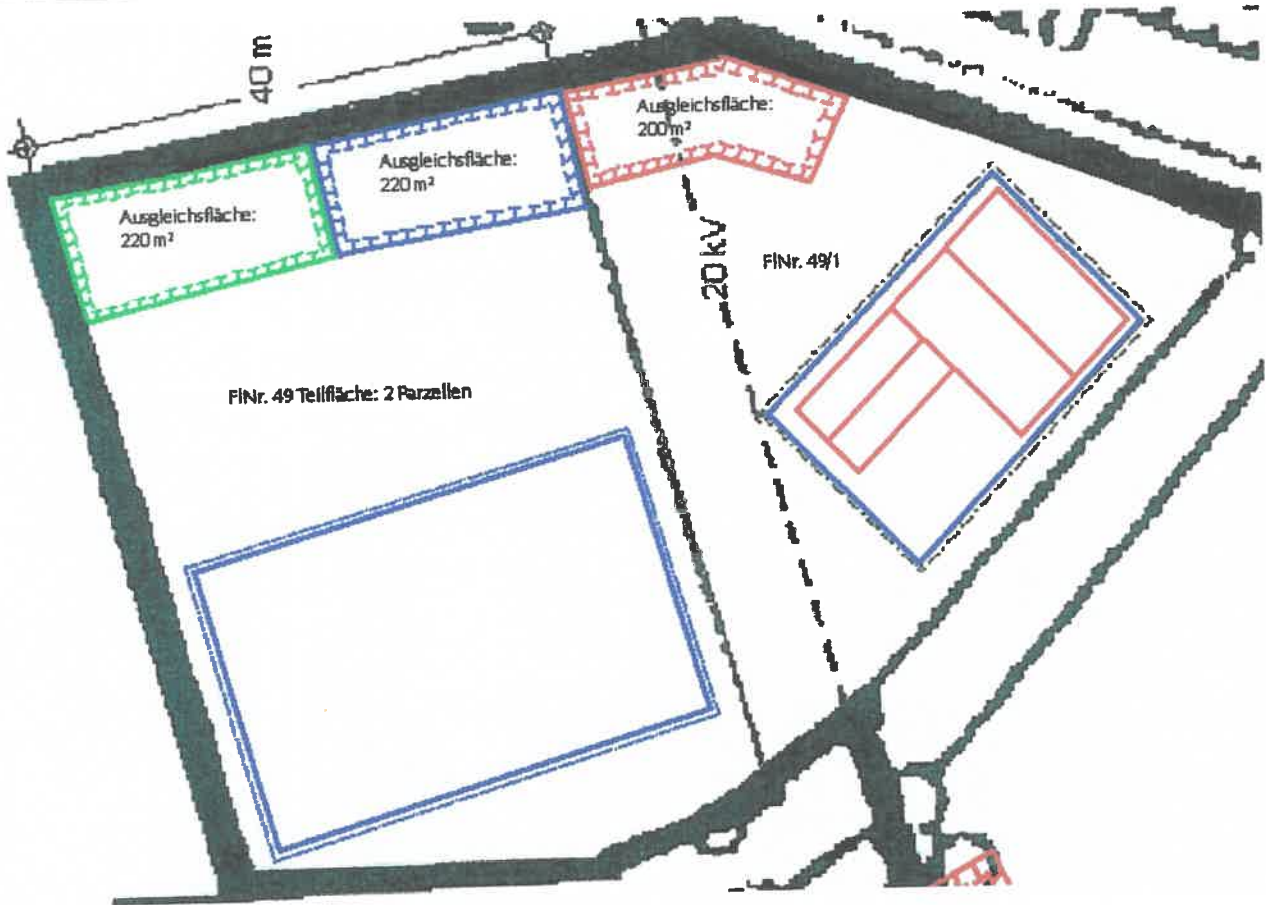 40 m
Ausgleichsfläche:
200 m²
Ausgleichsfläche:
220 m²
Ausgleichsfläche:
220 m²
20 kV
FlNr. 49/1
FlNr. 49 Teilfläche: 2 Parzellen